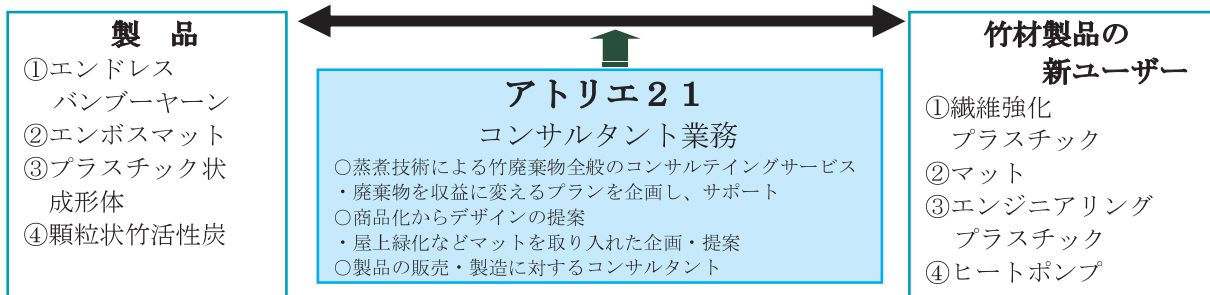 製　品
①エンドレス
バンブーヤーン
②エンボスマット
③プラスチック状
成形体
④顆粒状竹活性炭
アトリエ２１
コンサルタント業務
○蒸煮技術による竹廃棄物全般のコンサルテイングサービス
・廃棄物を収益に変えるプランを企画し、サポート
○商品化からデザインの提案
・屋上緑化などマットを取り入れた企画・提案
○製品の販売・製造に対するコンサルタント
竹材製品の
新ユーザー
①繊維強化
プラスチック
②マット
③エンジニアリング
プラスチック
④ヒートポンプ